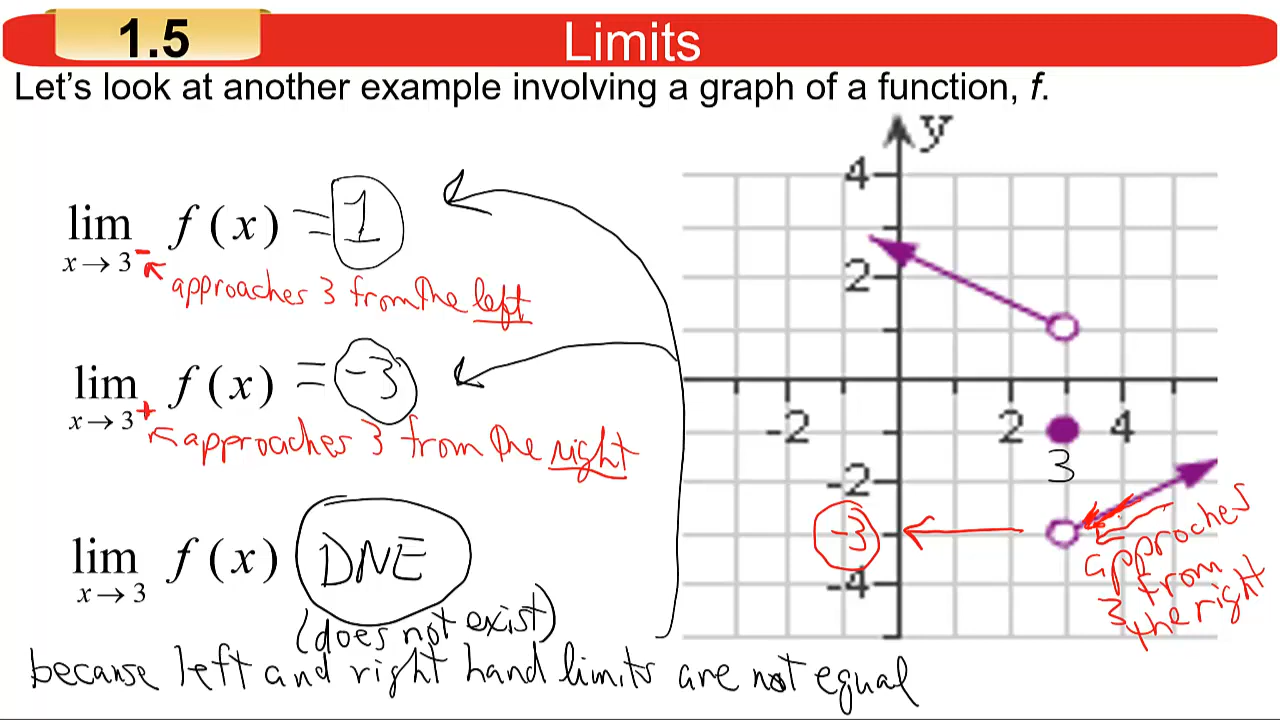 1.5
Limits
Let's look at another example involving a graph of a function, f.
lim f(x) = 1
x → 3⁻
approaches 3 from the left
lim f(x) = -3
x → 3⁺
approaches 3 from the right
lim f(x) DNE
x → 3
(does not exist)
because left and right hand limits are not equal
y
4
2
-2
2
4
3
-2
-3
-4
approches
3 from
the right